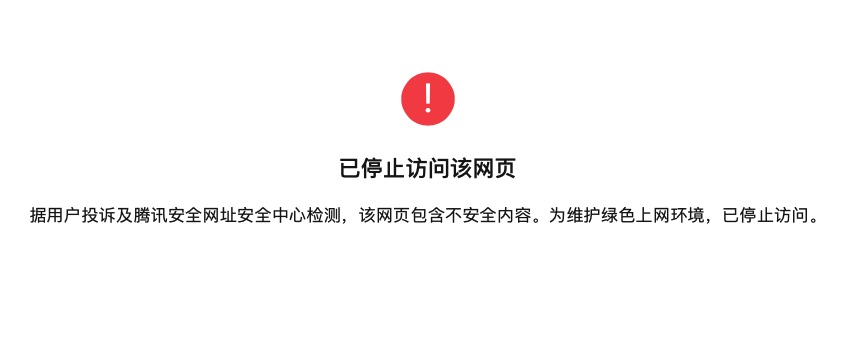 已停止访问该网页
据用户投诉及腾讯安全网址安全中心检测，该网页包含不安全内容。为维护绿色上网环境，已停止访问。